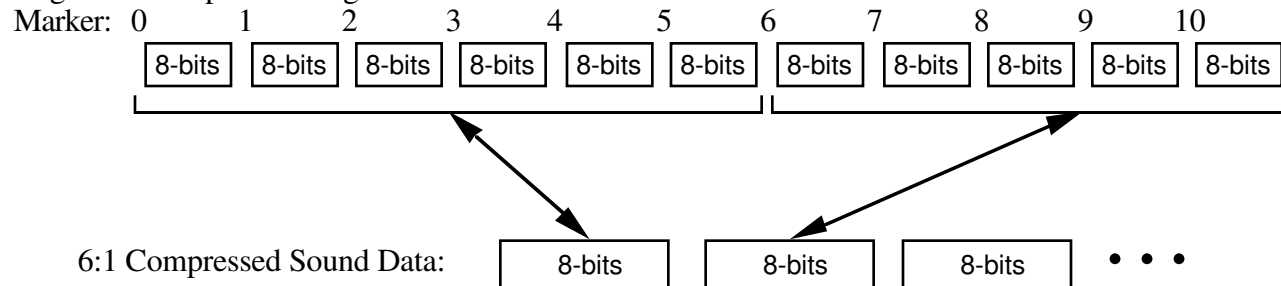 Marker: 0 1 2 3 4 5 6 7 8 9 10
8-bits 8-bits 8-bits 8-bits 8-bits 8-bits 8-bits 8-bits 8-bits 8-bits 8-bits
6:1 Compressed Sound Data: 8-bits 8-bits 8-bits • • •